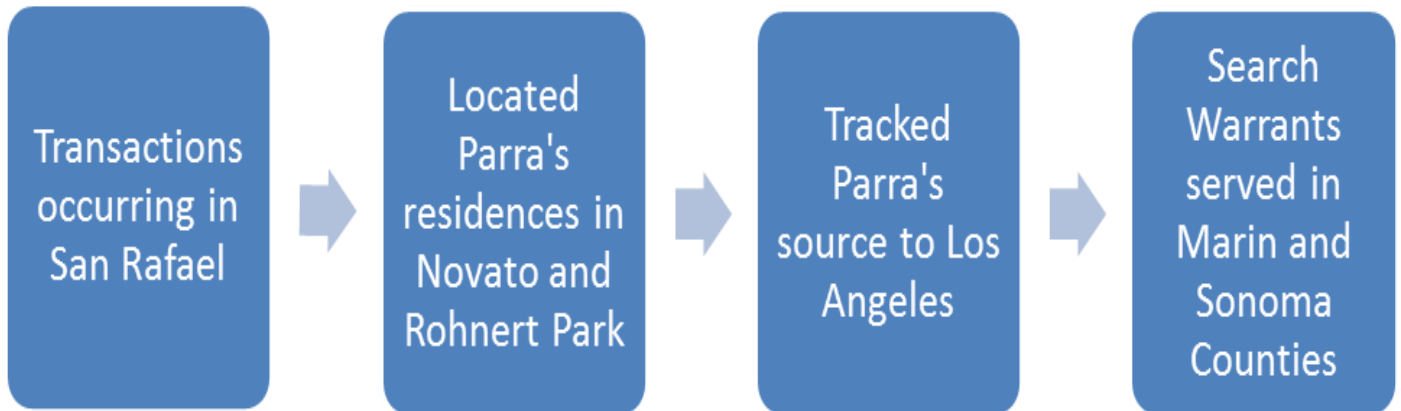 Transactions
occurring in
San Rafael
Located
Parra's
residences in
Novato and
Rohnert Park
Tracked
Parra's
source to Los
Angeles
Search
Warrants
served in
Marin and
Sonoma
Counties